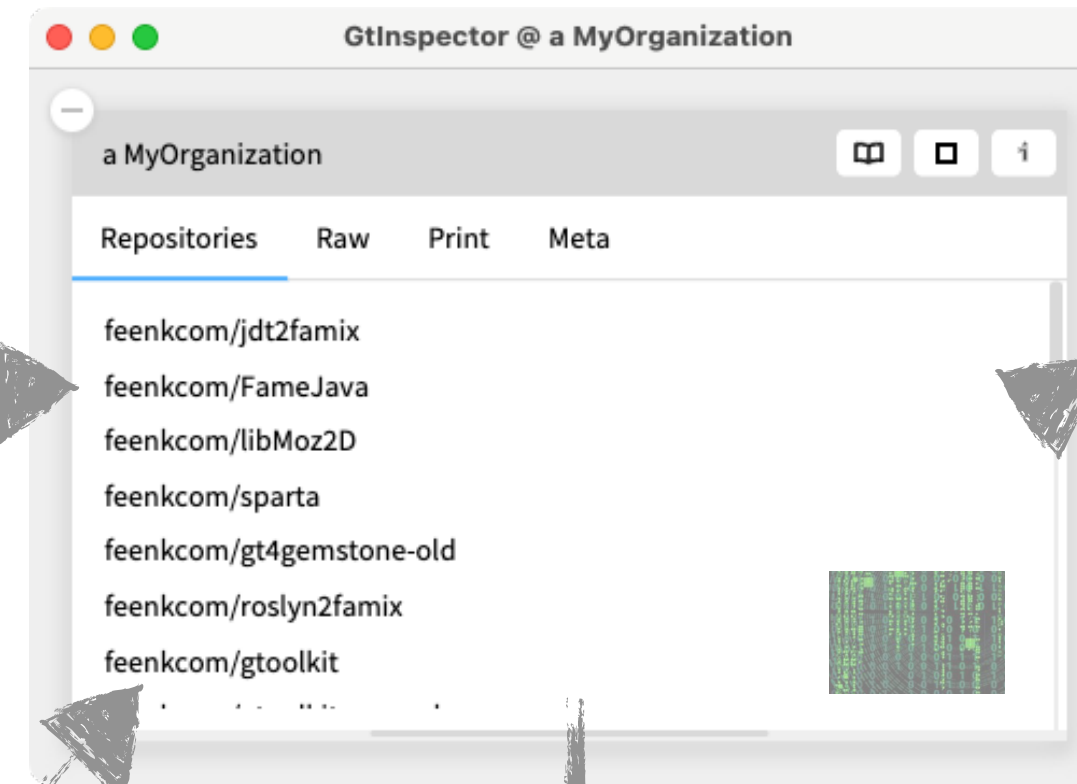 GtInspector @ a MyOrganization
a MyOrganization
i
Repositories Raw Print Meta
feenkcom/jdt2famix
feenkcom/FameJava
feenkcom/libMoz2D
feenkcom/sparta
feenkcom/gt4gemstone-old
feenkcom/roslyn2famix
feenkcom/gtoolkit